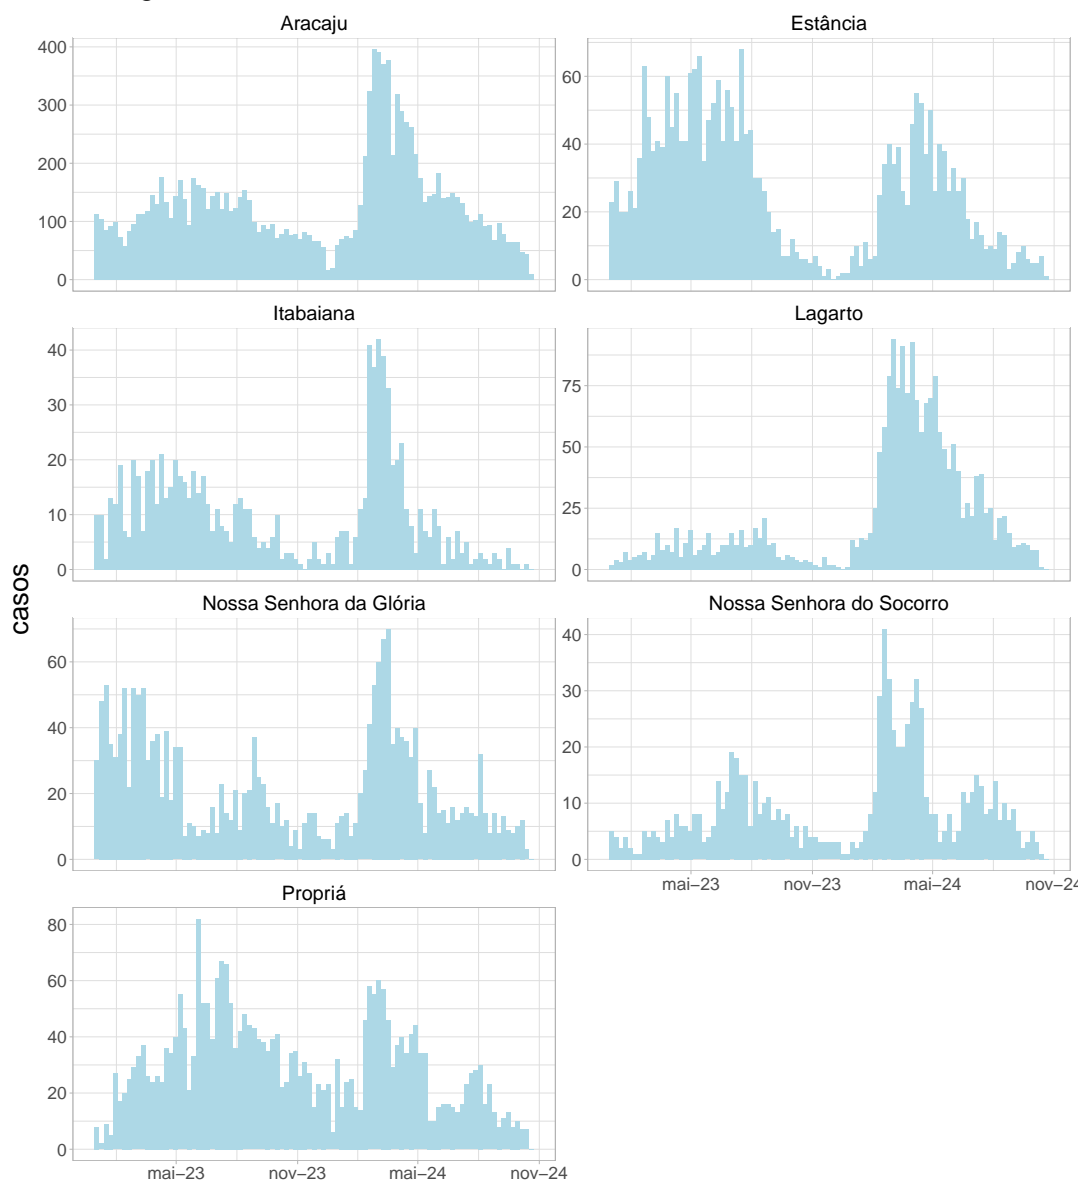 Aracaju
Estância
400
300
200
100
0
60
40
20
0
Itabaiana
Lagarto
40
30
20
10
0
75
50
25
0
casos
Nossa Senhora da Glória
Nossa Senhora do Socorro
60
40
20
0
40
30
20
10
0
mai–23
nov–23
mai–24
nov–24
Propriá
80
60
40
20
0
mai–23
nov–23
mai–24
nov–24